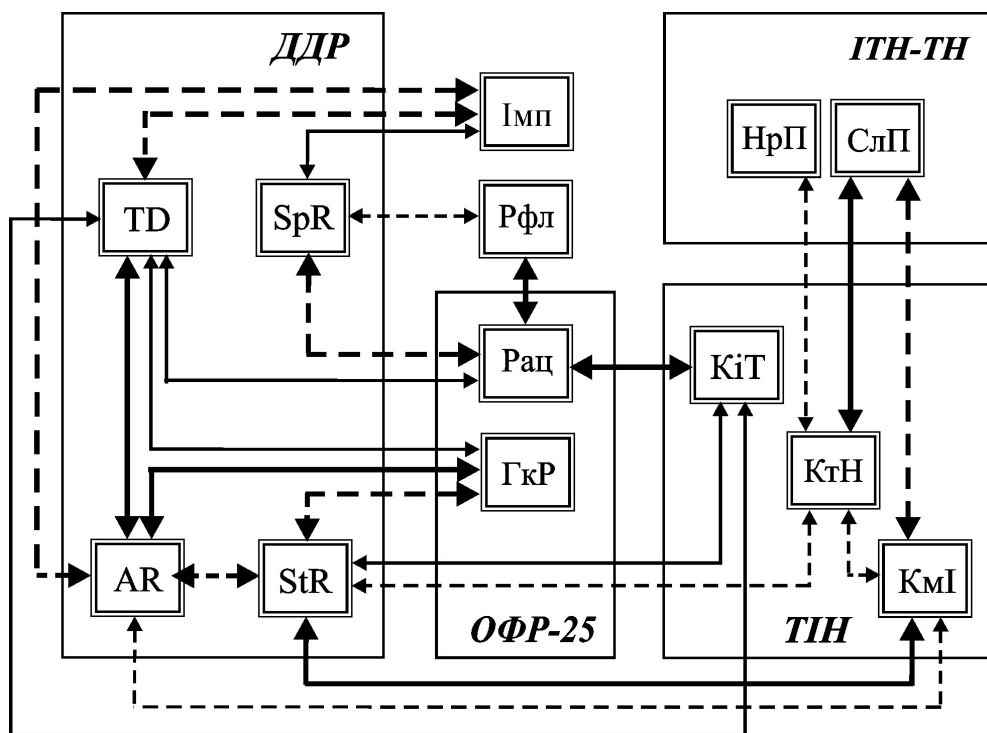 ДДР
ІТН-ТН
Імп
НрП
СлП
TD
SpR
Рфл
Рац
КіТ
ГкР
КтН
AR
StR
КмІ
ОФР-25
ТІН